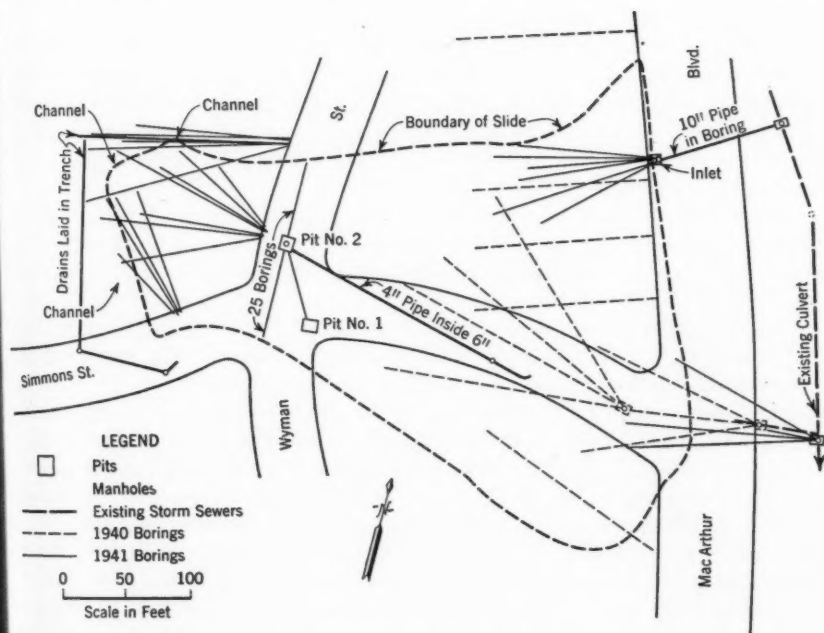 Blvd.
St.
Channel
Channel
Boundary of Slide
10" Pipe
in Boring
Inlet
Drains Laid in Trench
Pit No. 2
25 Borings
4" Pipe Inside 6"
Channel
Pit No. 1
Existing Culvert
Simmons St.
Wyman
Mac Arthur
LEGEND
Pits
Manholes
Existing Storm Sewers
1940 Borings
1941 Borings
0 50 100
Scale in Feet